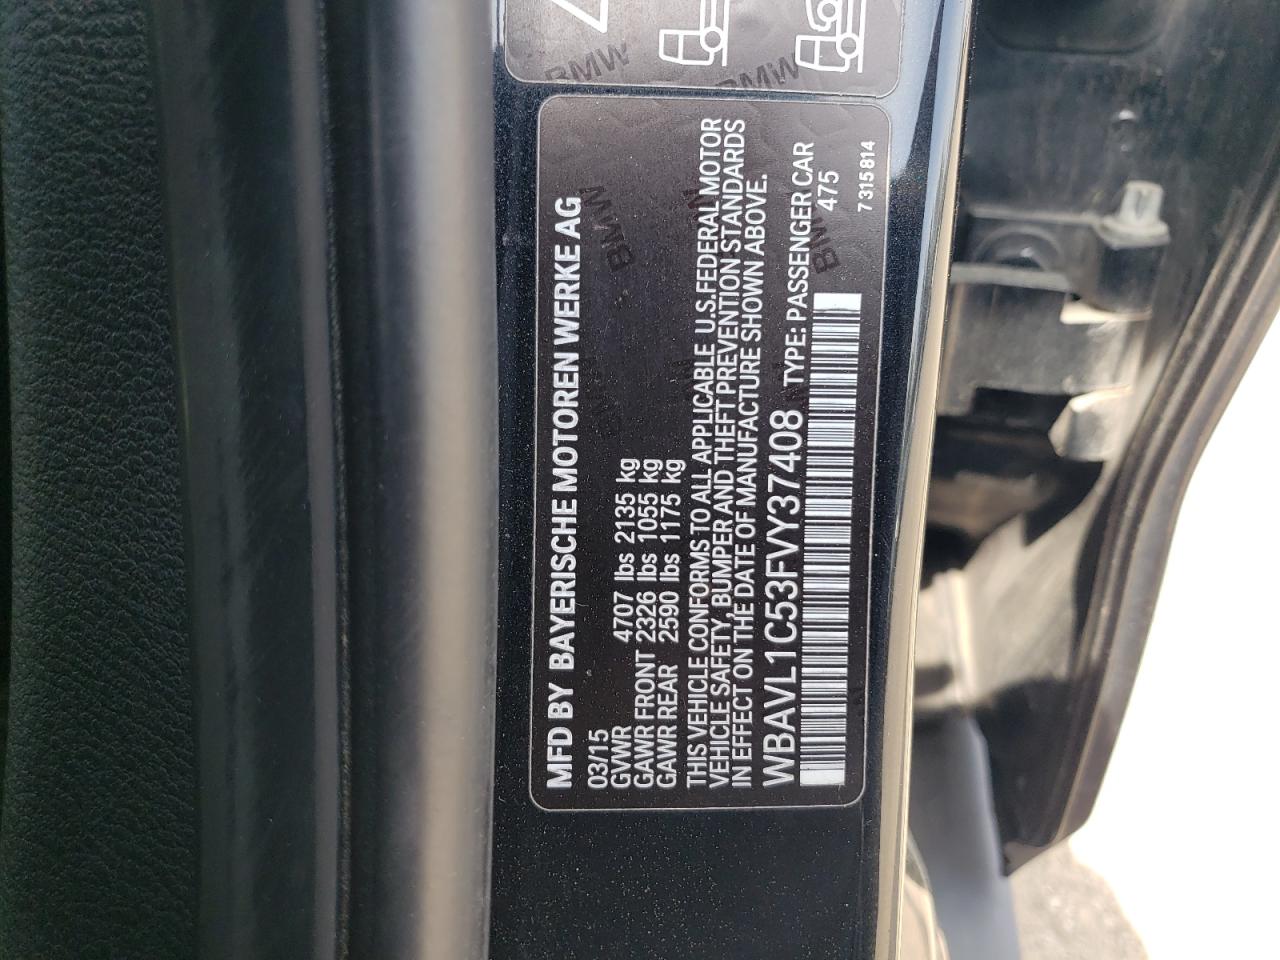 MFD BY BAYERISCHE MOTOREN WERKE AG
03/15
GVWR 4707 lbs 2135 kg
GAWR FRONT 2326 lbs 1055 kg
GAWR REAR 2590 lbs 1175 kg
THIS VEHICLE CONFORMS TO ALL APPLICABLE U.S. FEDERAL MOTOR
VEHICLE SAFETY, BUMPER AND THEFT PREVENTION STANDARDS
IN EFFECT ON THE DATE OF MANUFACTURE SHOWN ABOVE.
WBAVL1C53FVY37408 TYPE: PASSENGER CAR
475
7315814
BMW
BMW
BMW
BMW
BMW